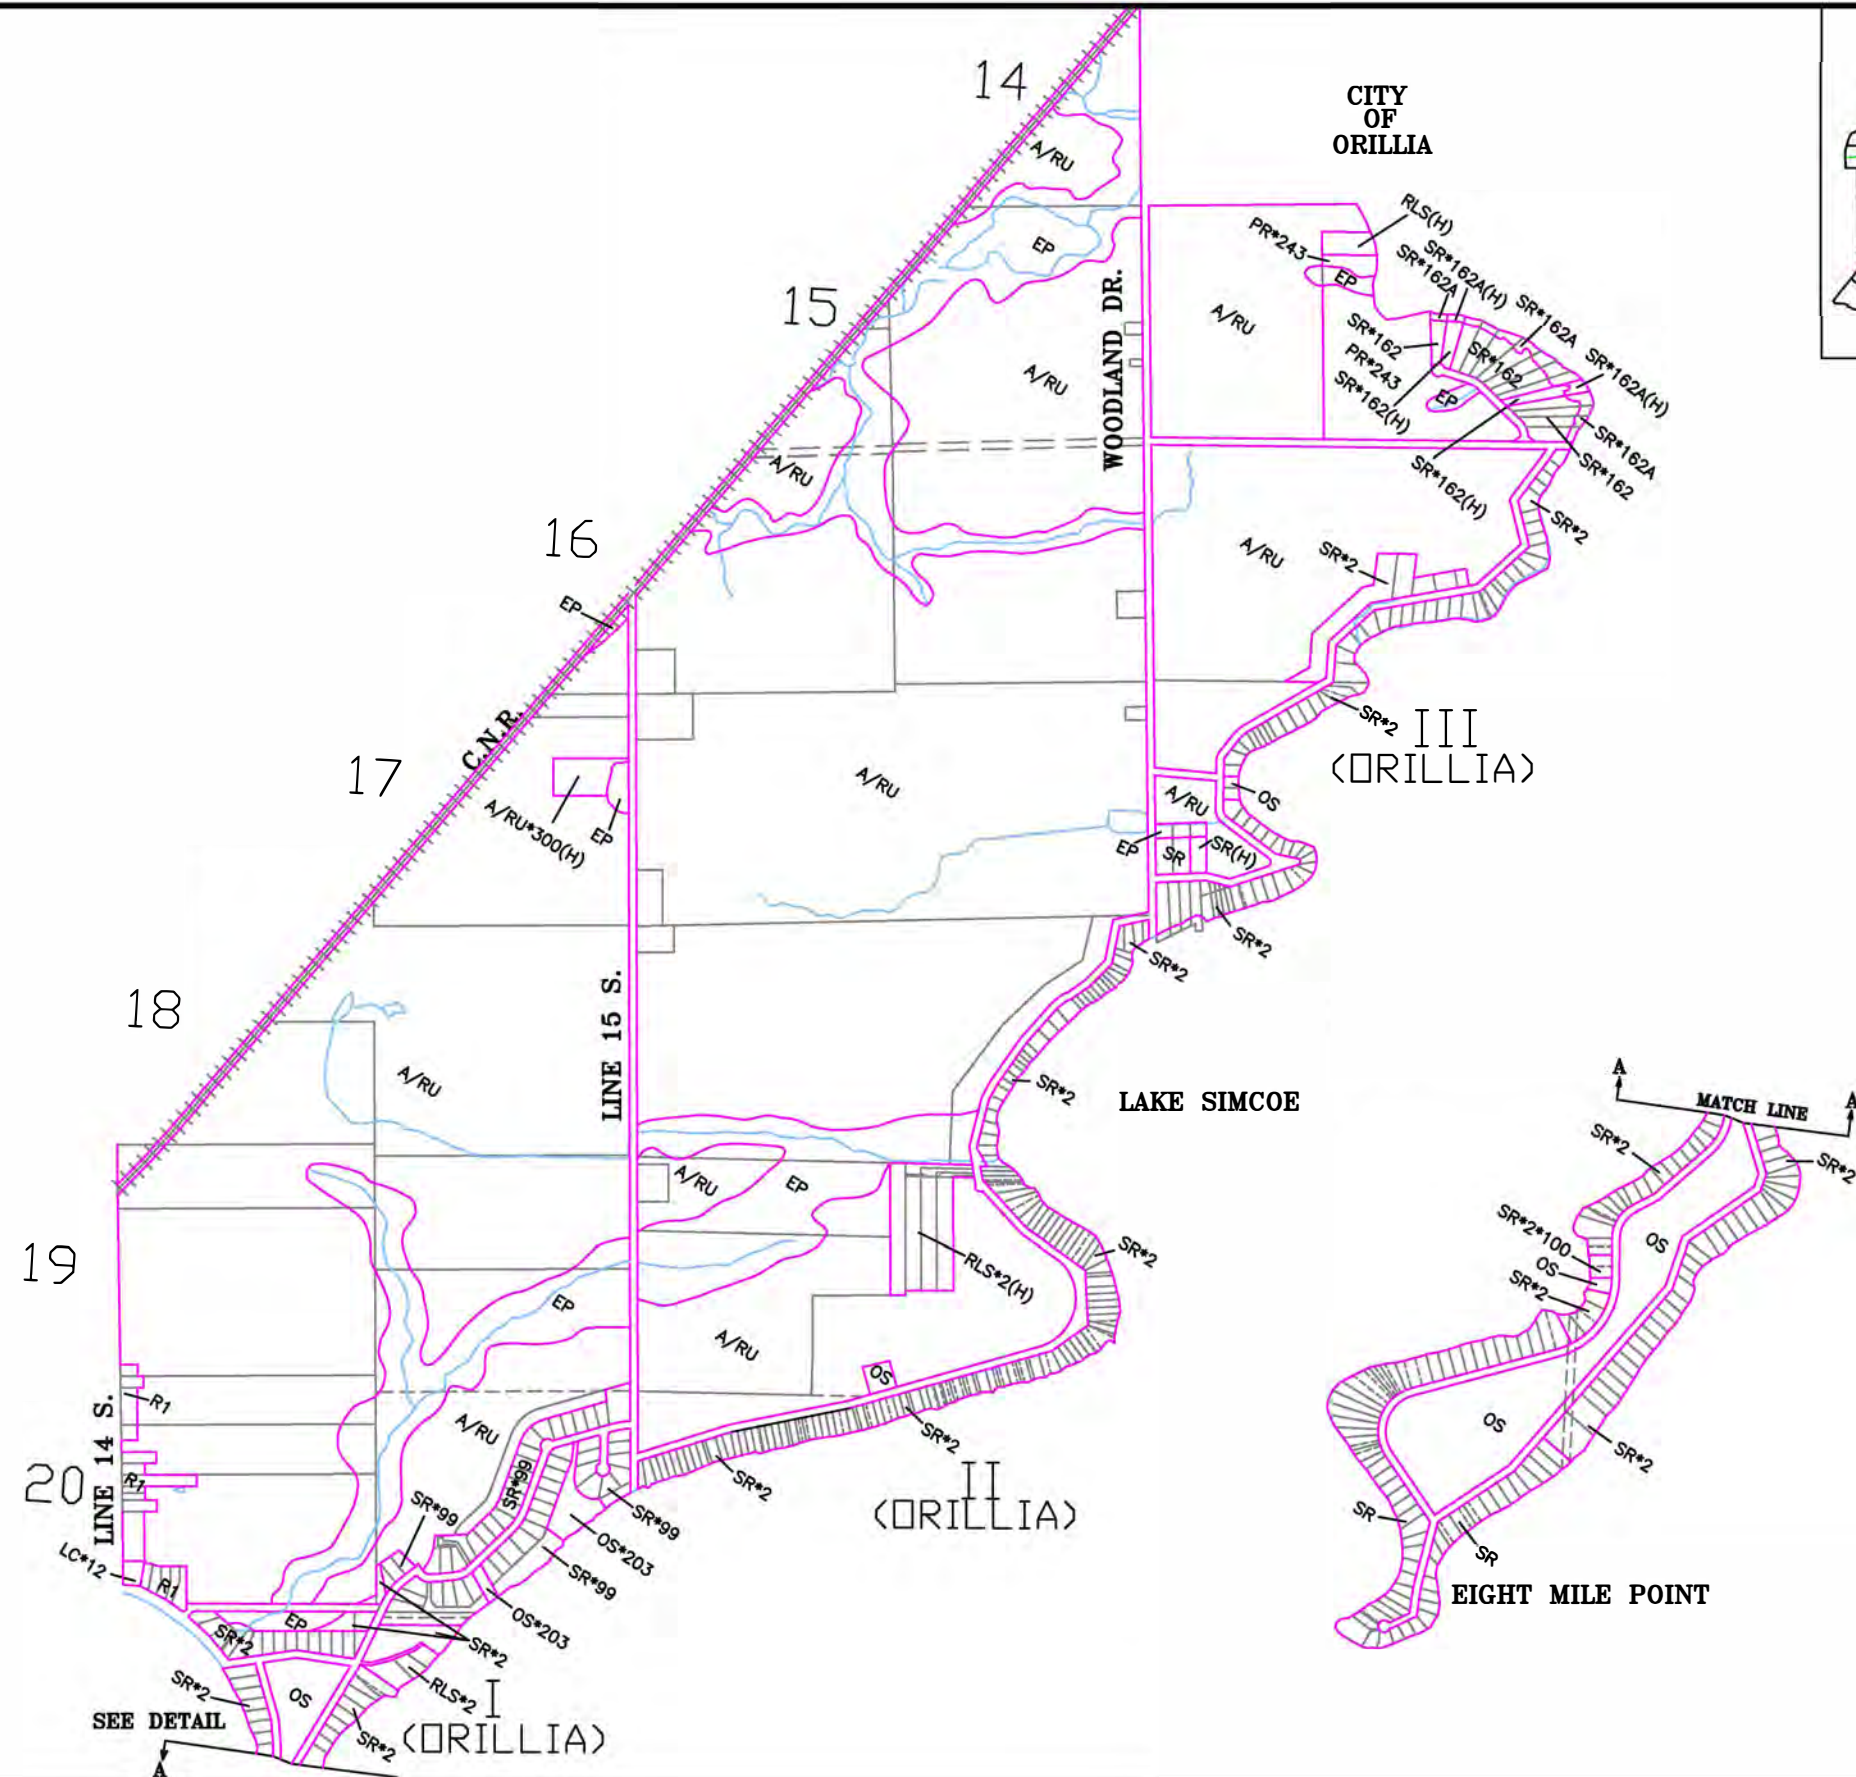 14
CITY
OF
ORILLIA
A/RU
RLS(H)
PR*243
EP
EP
SR*162A(H)
SR*162A
15
WOODLAND DR.
A/RU
SR*162A
SR*162
PR*243
SR*162(H)
SR*162
SR*162A(H)
A/RU
EP
SR*162A
SR*162
SR*162(H)
A/RU
16
SR*2
A/RU
SR*2
EP
C.N.R.
SR*2
III
(ORILLIA)
17
A/RU
A/RU*300(H)
EP
A/RU
OS
EP
SR
SR(H)
SR*2
SR*2
18
LINE 15 S.
A/RU
SR*2
LAKE SIMCOE
A
MATCH LINE
A
SR*2
SR*2
A/RU
EP
SR*2*100
OS
SR*2
OS
19
SR*2
RLS*2(H)
EP
A/RU
OS
R1
LINE 14 S.
A/RU
SR*2
OS
SR*2
20
R1
SR*99
SR*2
II
(ORILLIA)
SR*99
SR*99
OS*203
SR
SR
LC*12
R1
SR*99
EIGHT MILE POINT
EP
SR*2
OS*203
SR*2
SR*2
OS
RLS*2
I
(ORILLIA)
SEE DETAIL
SR*2
A